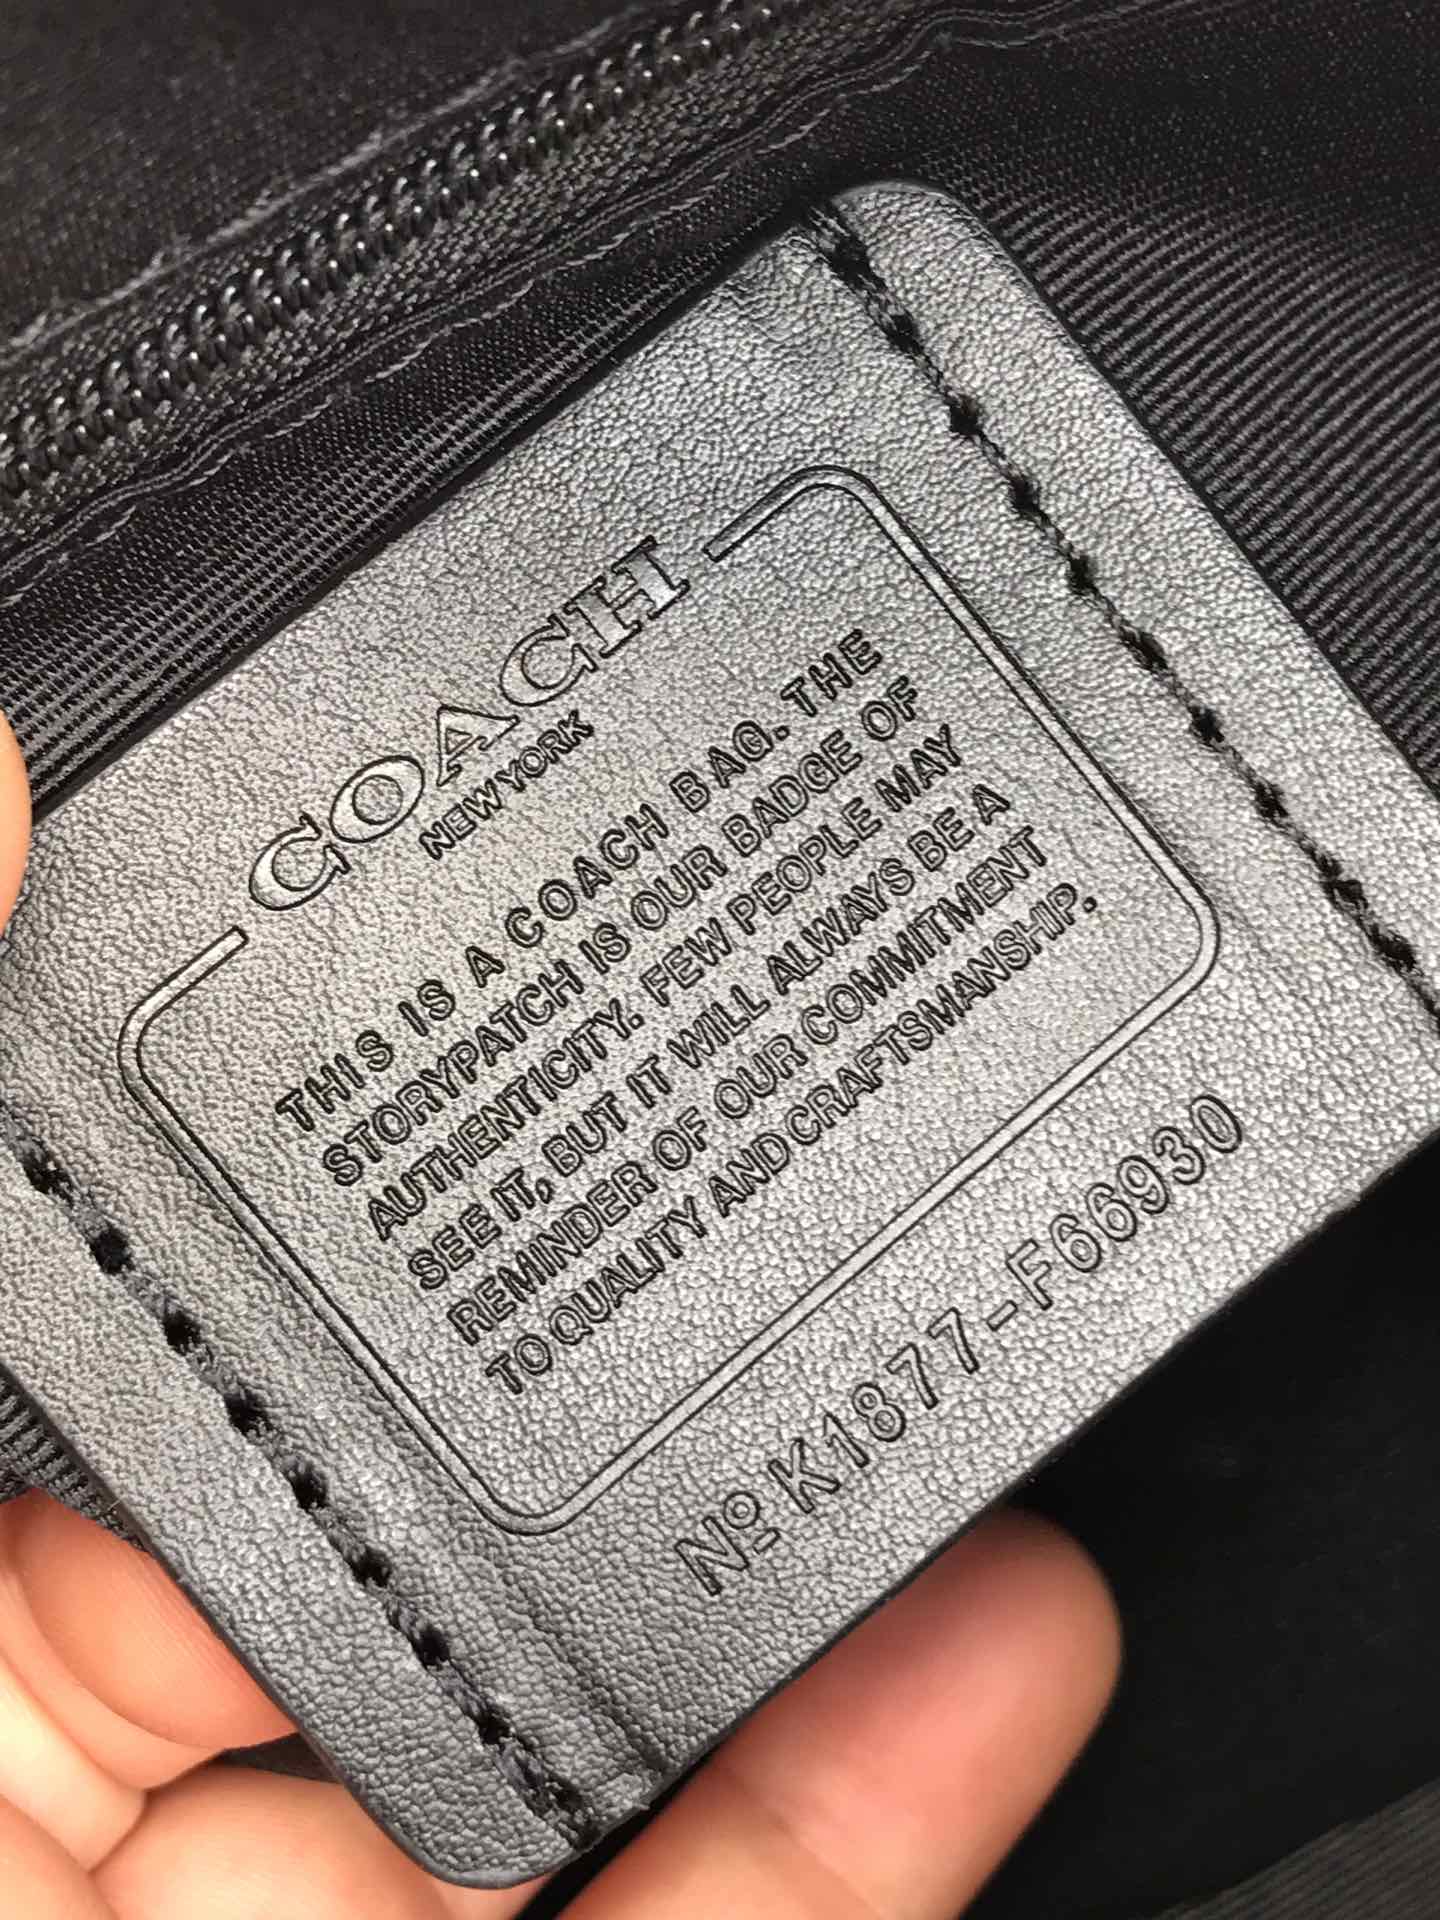 COACH
NEW YORK
THIS IS A COACH BAG. THE
STORYPATCH IS OUR BADGE OF
AUTHENTICITY. FEW PEOPLE MAY
SEE IT, BUT IT WILL ALWAYS BE A
REMINDER OF OUR COMMITMENT
TO QUALITY AND CRAFTSMANSHIP.
Nº K1877-F66930